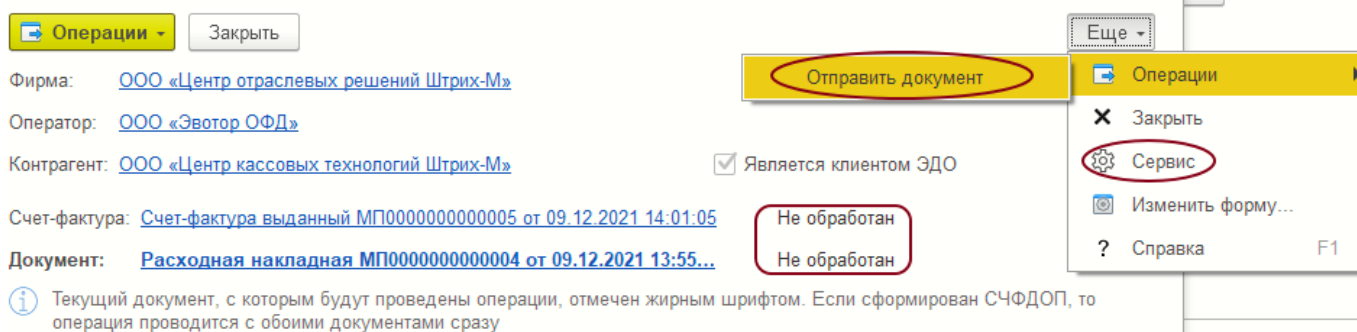 Операции
Закрыть
Еще
Фирма: ООО «Центр отраслевых решений Штрих-М»
Отправить документ
Операции
Оператор: ООО «Эвотор ОФД»
Закрыть
Контрагент: ООО «Центр кассовых технологий Штрих-М»
Является клиентом ЭДО
Сервис
Счет-фактура: Счет-фактура выданный МП0000000000005 от 09.12.2021 14:01:05
Не обработан
Изменить форму...
Документ: Расходная накладная МП0000000000004 от 09.12.2021 13:55...
Не обработан
? Справка F1
Текущий документ, с которым будут проведены операции, отмечен жирным шрифтом. Если сформирован СЧФДОП, то
операция проводится с обоими документами сразу